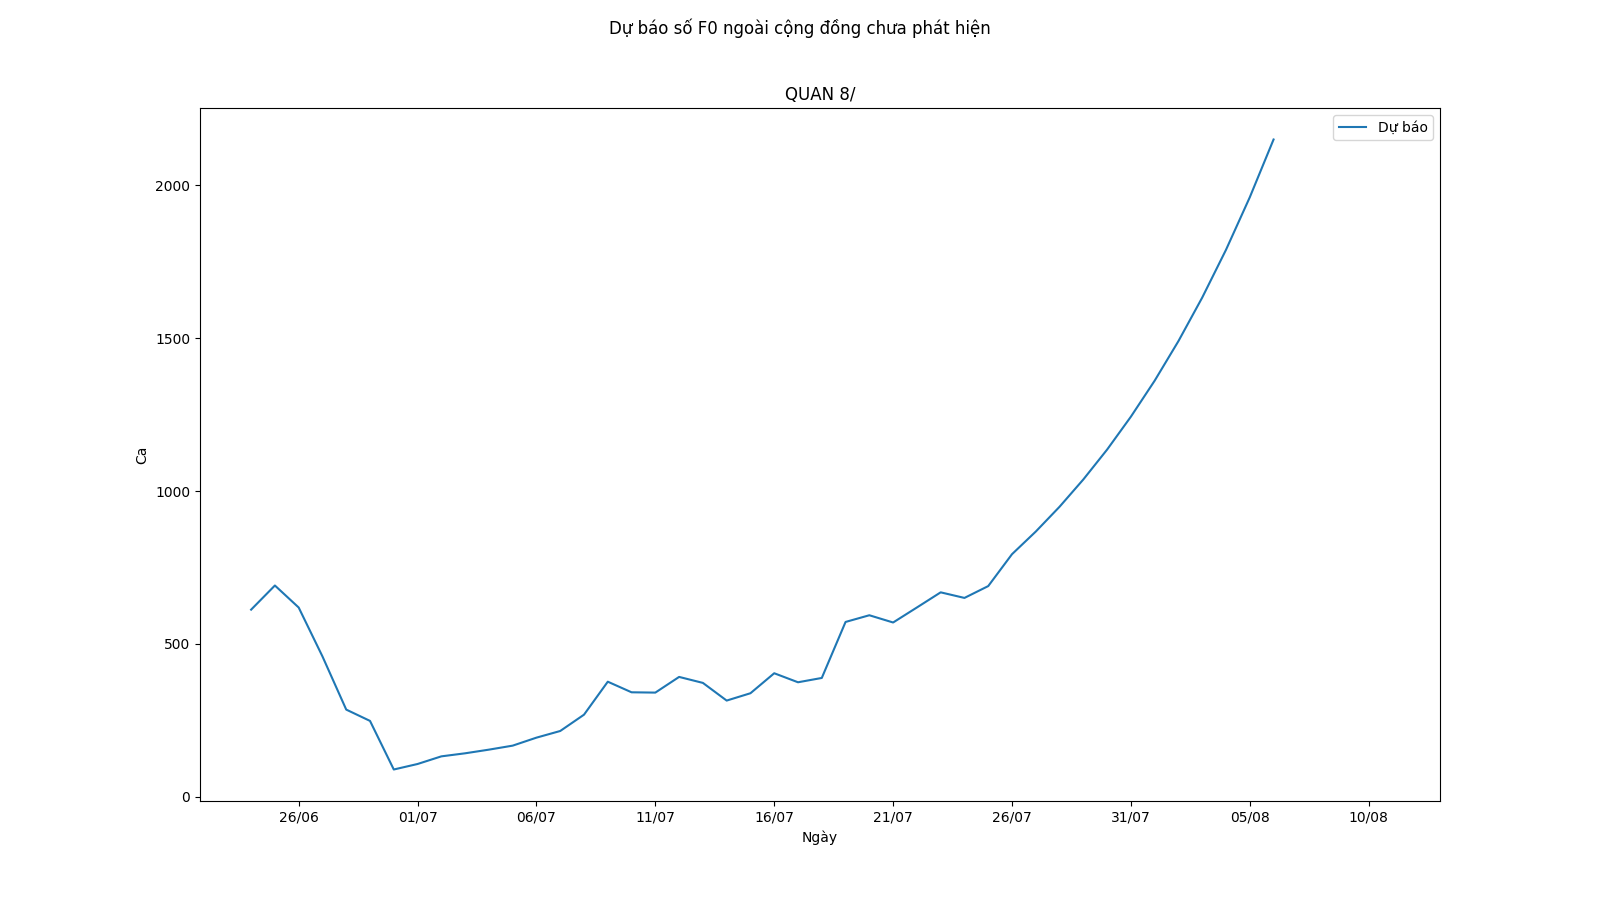 Dự báo số F0 ngoài cộng đồng chưa phát hiện
QUAN 8/
Dự báo
2000
1500
1000
500
0
Ca
26/06 01/07 06/07 11/07 16/07 21/07 26/07 31/07 05/08 10/08
Ngày